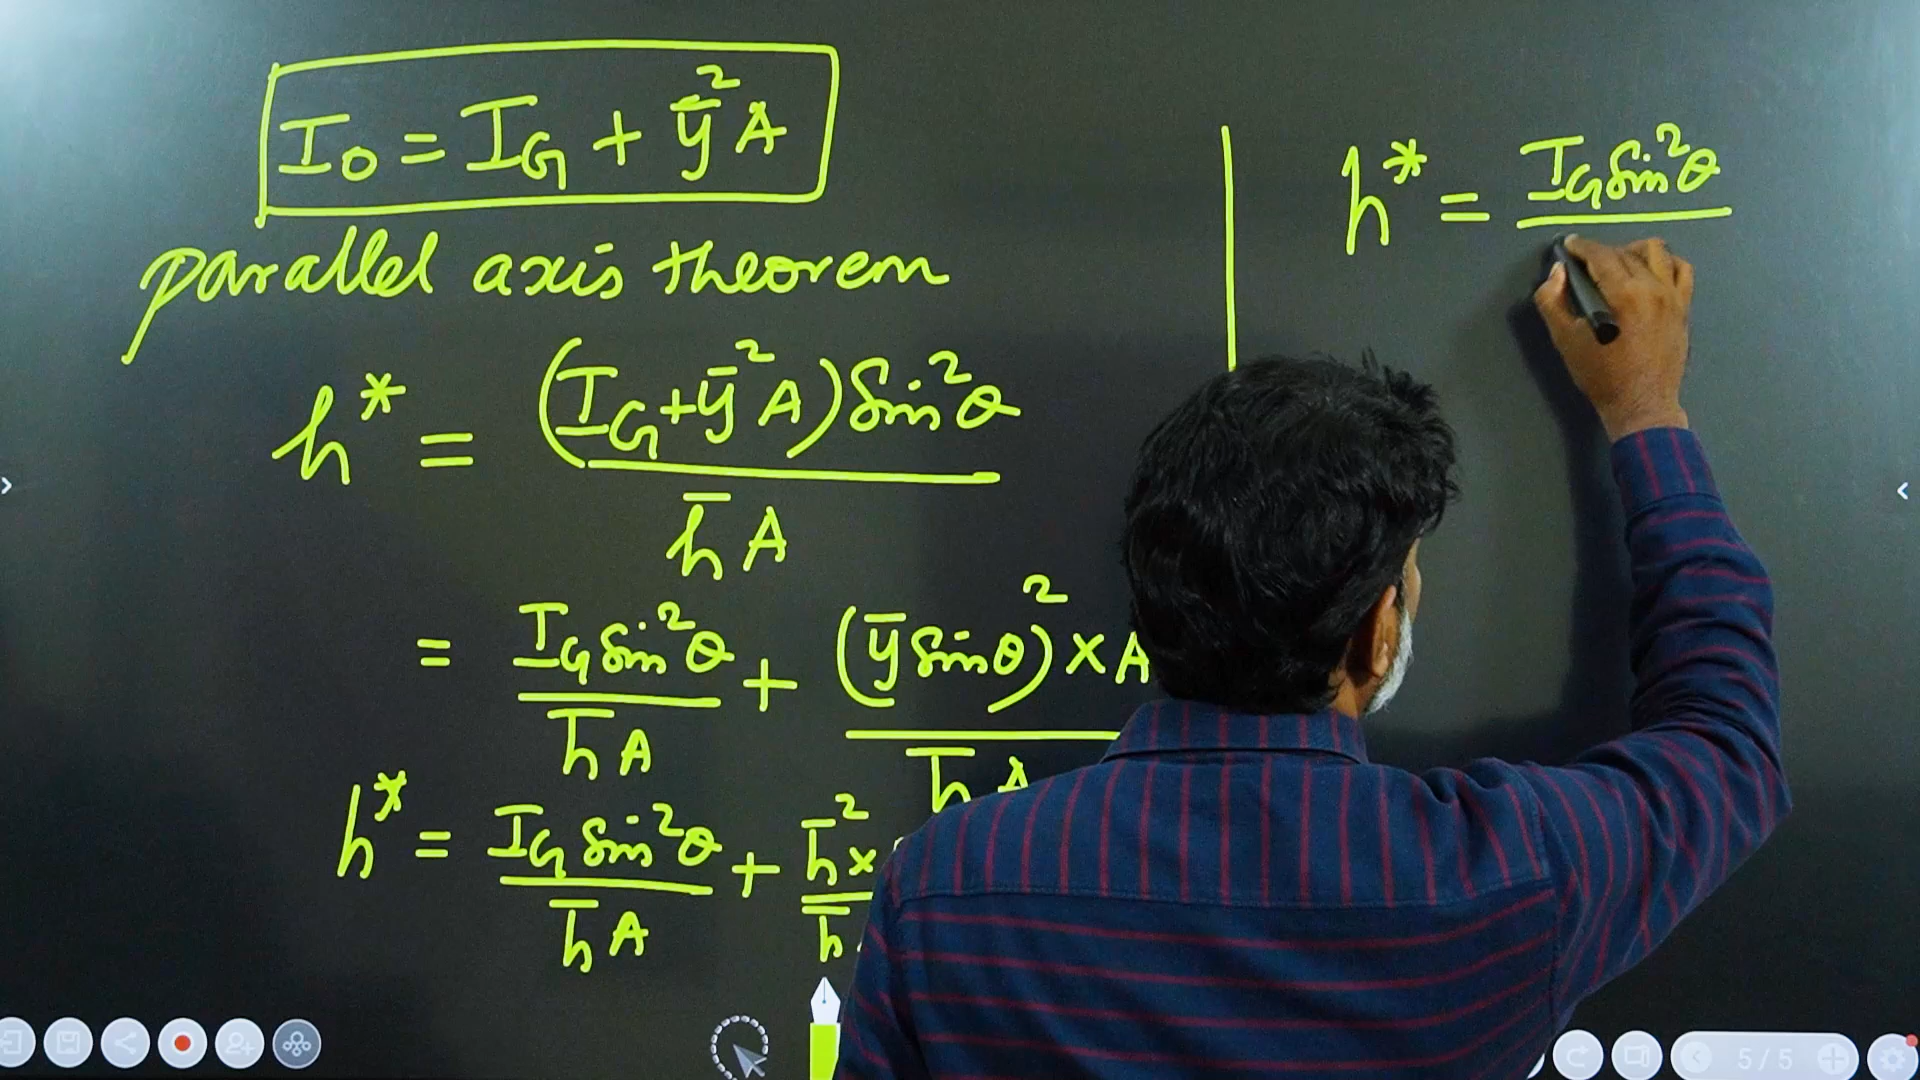 I₀ = I_G + ȳ²A
parallel axis theorem
h* = (I_G + ȳ²A) Sin²θ / h̄ A
= I_G Sin²θ / h̄ A + (ȳ Sinθ)² × A / h̄ A
h* = I_G Sin²θ / h̄ A + h̄² × / h̄
h* = I_G Sin²θ
5/5